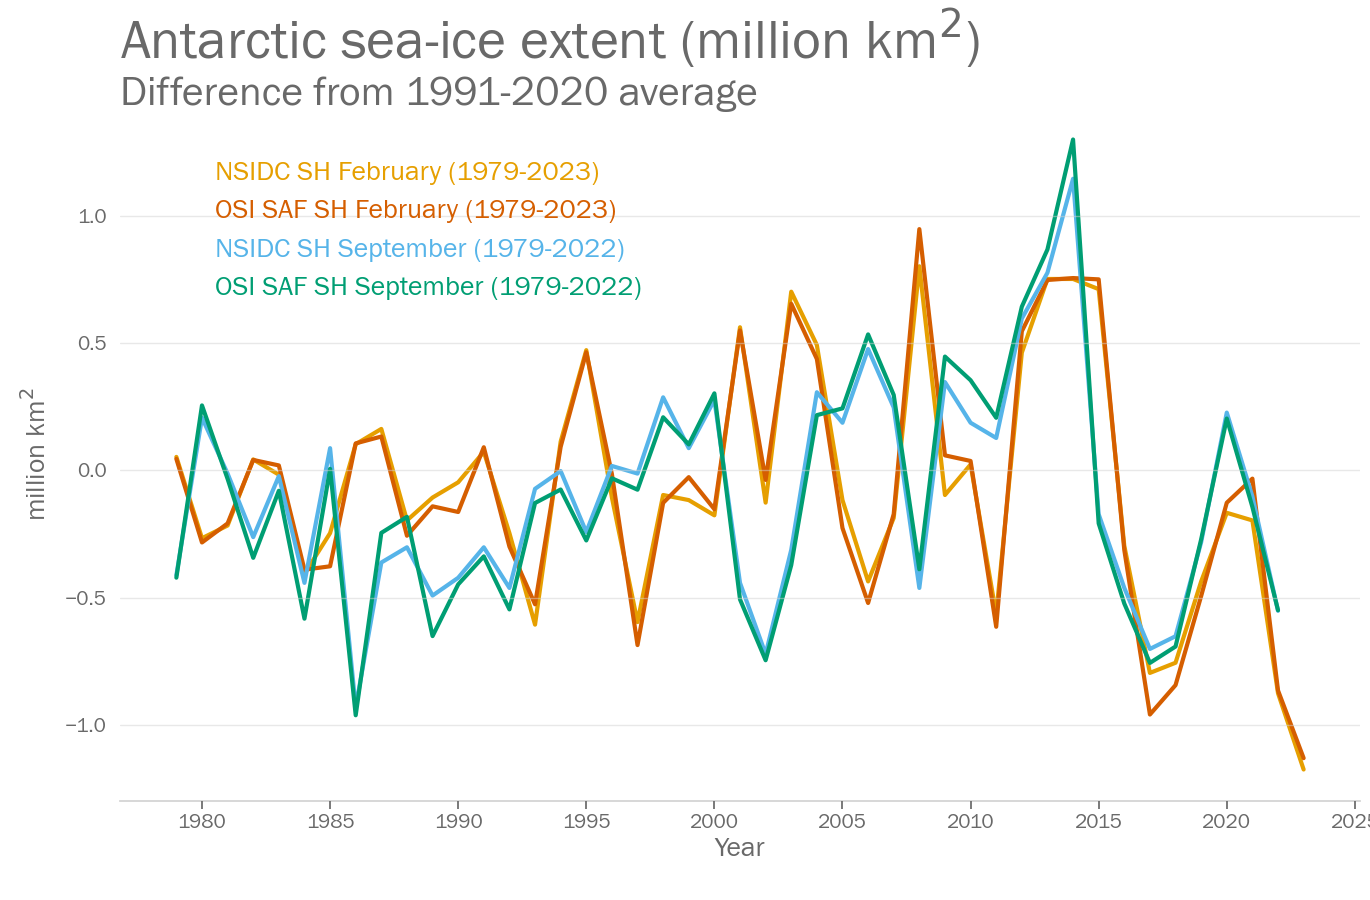 Antarctic sea-ice extent (million km²)
Difference from 1991-2020 average
NSIDC SH February (1979-2023)
OSI SAF SH February (1979-2023)
NSIDC SH September (1979-2022)
OSI SAF SH September (1979-2022)
1.0
0.5
0.0
−0.5
−1.0
million km²
1980 1985 1990 1995 2000 2005 2010 2015 2020 2025
Year